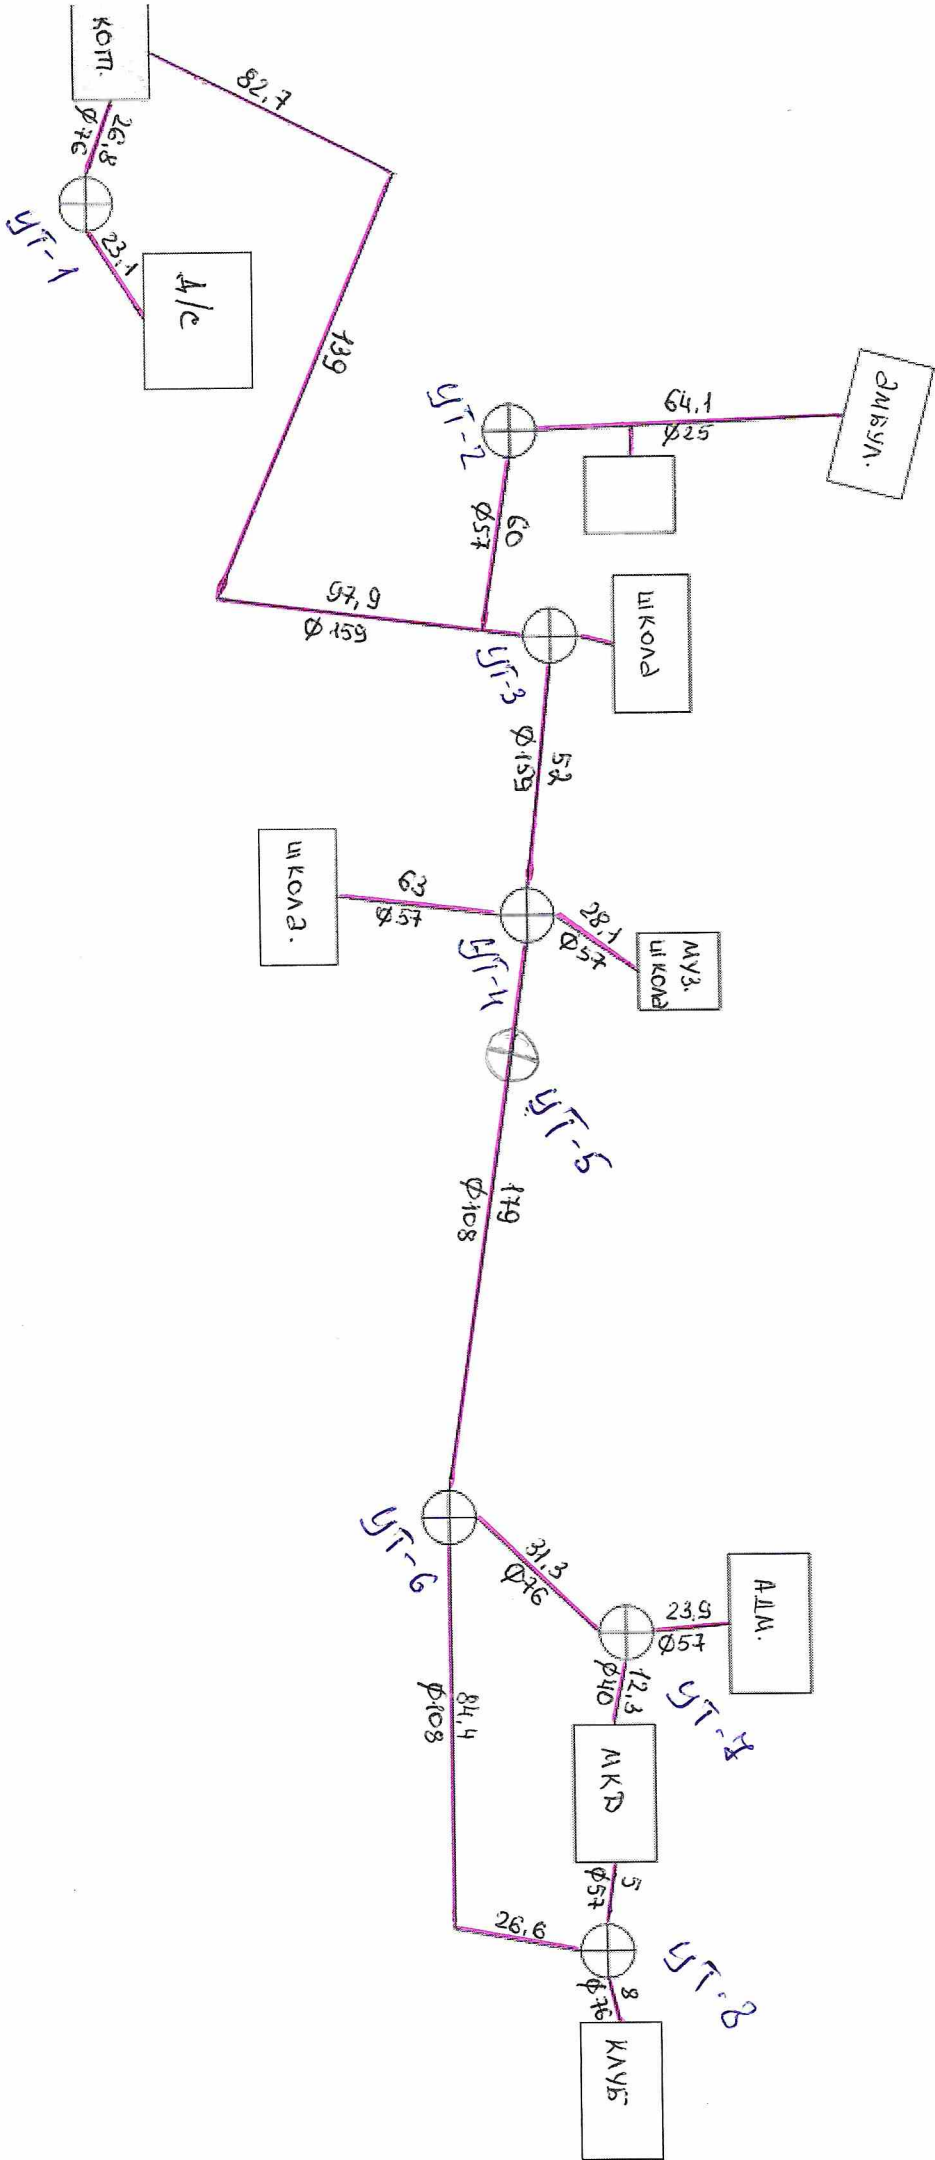 КОТ.
82,7
26,8
Ø76
УТ-1
23,1
Д/С
139
УТ-2
64,1
Ø25
Амбул.
60
Ø57
97,9
Ø159
УТ-3
школа
52
Ø159
школа.
63
Ø57
УТ-4
28,1
Ø57
муз.
школа
УТ-5
179
Ø108
УТ-6
31,3
Ø76
23,9
Ø57
АДМ.
12,3
Ø40
УТ-7
МКД
84,4
Ø108
5
Ø57
26,6
УТ-8
8
Ø76
КЛУБ